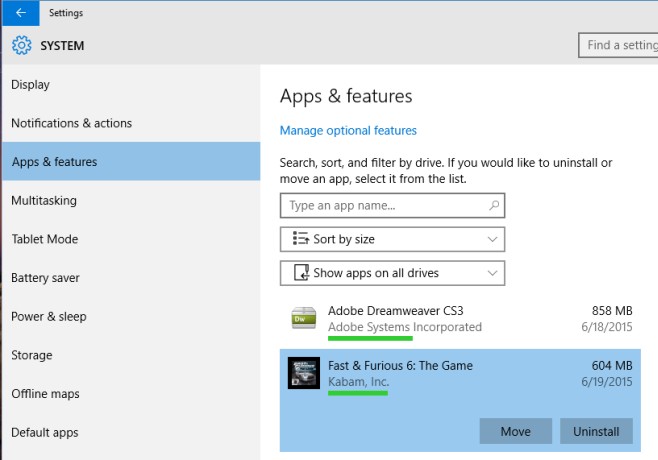 Settings
SYSTEM
Find a setting
Display
Notifications & actions
Apps & features
Multitasking
Tablet Mode
Battery saver
Power & sleep
Storage
Offline maps
Default apps
Apps & features
Manage optional features
Search, sort, and filter by drive. If you would like to uninstall or
move an app, select it from the list.
Type an app name...
Sort by size
Show apps on all drives
Dw
Adobe Dreamweaver CS3 858 MB
Adobe Systems Incorporated 6/18/2015
Fast & Furious 6: The Game 604 MB
Kabam, Inc. 6/19/2015
Move Uninstall